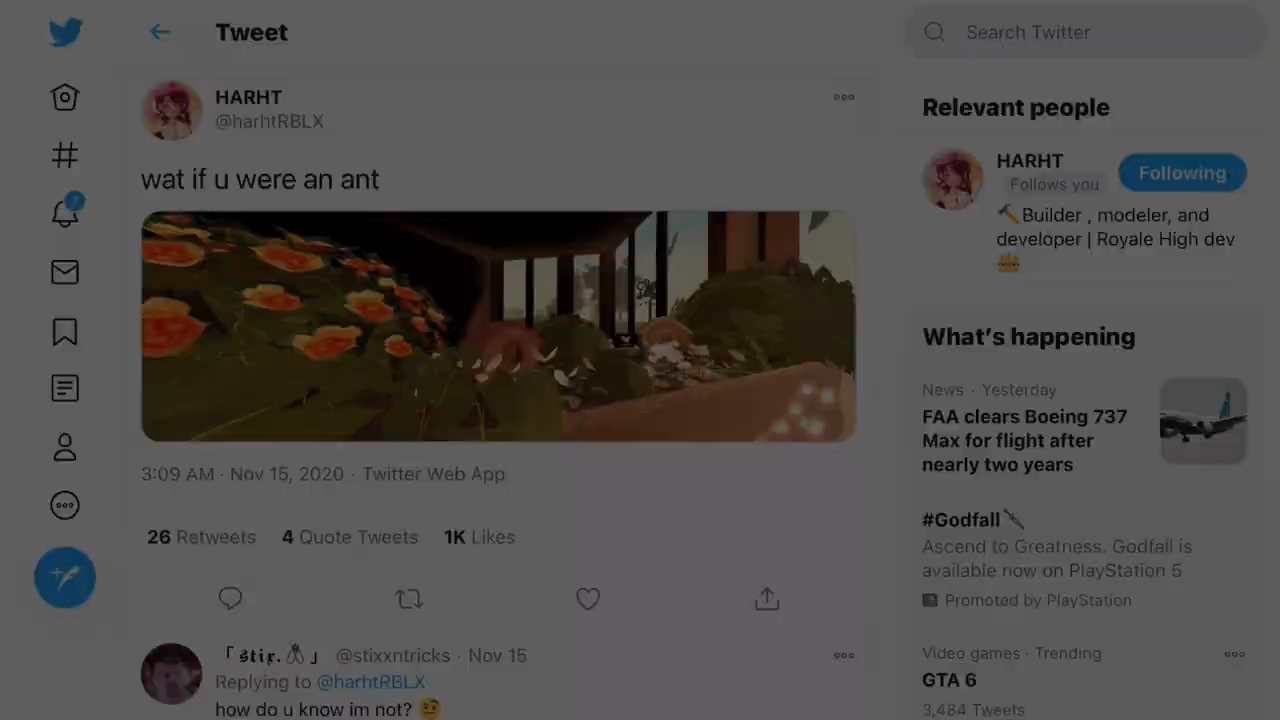 Tweet
Search Twitter
HARHT
@harhtRBLX
wat if u were an ant
3:09 AM · Nov 15, 2020 · Twitter Web App
26 Retweets 4 Quote Tweets 1K Likes
「 𝖘𝖙𝖎𝖝. 」 @stixxntricks · Nov 15
Replying to @harhtRBLX
how do u know im not? 🤨
Relevant people
HARHT
Follows you
Following
🔨Builder , modeler, and
developer | Royale High dev
👑
What's happening
News · Yesterday
FAA clears Boeing 737
Max for flight after
nearly two years
#Godfall
Ascend to Greatness. Godfall is
available now on PlayStation 5
Promoted by PlayStation
Video games · Trending
GTA 6
3,484 Tweets